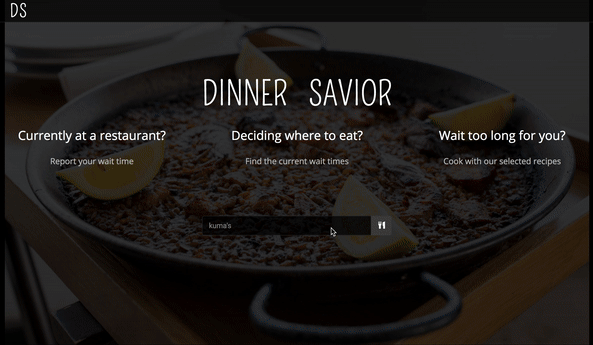 DS
DINNER SAVIOR
Currently at a restaurant?
Report your wait time
Deciding where to eat?
Find the current wait times
Wait too long for you?
Cook with our selected recipes
kuma's